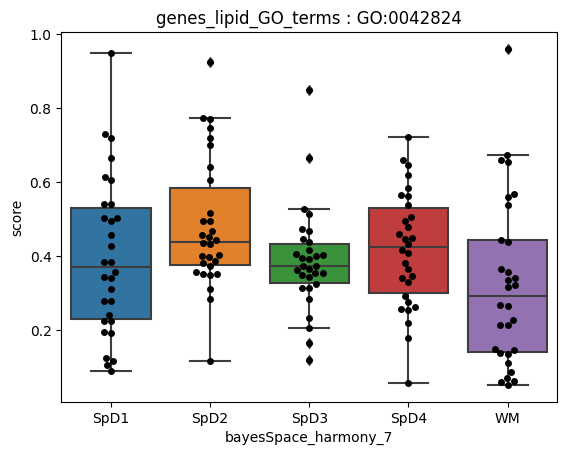 genes_lipid_GO_terms : GO:0042824
1.0
0.8
0.6
0.4
0.2
score
SpD1 SpD2 SpD3 SpD4 WM
bayesSpace_harmony_7